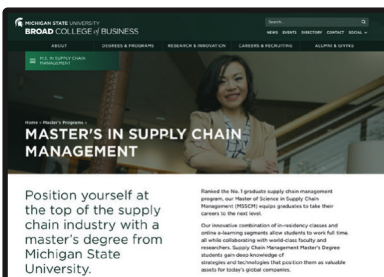 MICHIGAN STATE UNIVERSITY
BROAD COLLEGE of BUSINESS
Search...
NEWS EVENTS DIRECTORY CONTACT SOCIAL
ABOUT DEGREES & PROGRAMS RESEARCH & INNOVATION CAREERS & RECRUITING ALUMNI & GIVING
M.S. IN SUPPLY CHAIN
MANAGEMENT
Home > Master's Programs >
MASTER'S IN SUPPLY CHAIN
MANAGEMENT
Position yourself at
the top of the supply
chain industry with a
master's degree from
Michigan State
University.
Ranked the No. 1 graduate supply chain management
program, our Master of Science in Supply Chain
Management (MSSCM) equips graduates to take their
careers to the next level.
Our innovative combination of in-residency classes and
online e-learning segments allow students to work full time,
all while collaborating with world-class faculty and
researchers. Supply Chain Management Master's Degree
students gain deep knowledge of
strategies and technologies that position them as valuable
assets for today's global companies.